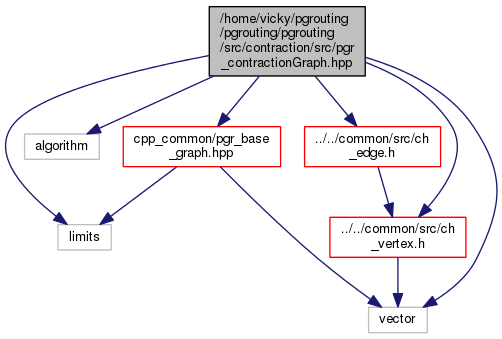 /home/vicky/pgrouting
/pgrouting/pgrouting
/src/contraction/src/pgr
_contractionGraph.hpp
algorithm
cpp_common/pgr_base
_graph.hpp
../../common/src/ch
_edge.h
limits
../../common/src/ch
_vertex.h
vector